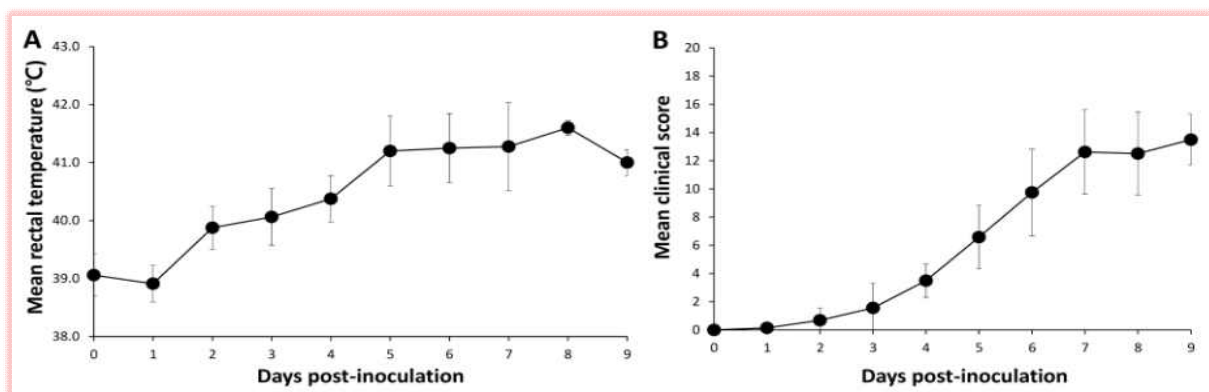 A
Mean rectal temperature (°C)
43.0
42.0
41.0
40.0
39.0
38.0
0 1 2 3 4 5 6 7 8 9
Days post-inoculation
B
Mean clinical score
20
18
16
14
12
10
8
6
4
2
0
0 1 2 3 4 5 6 7 8 9
Days post-inoculation